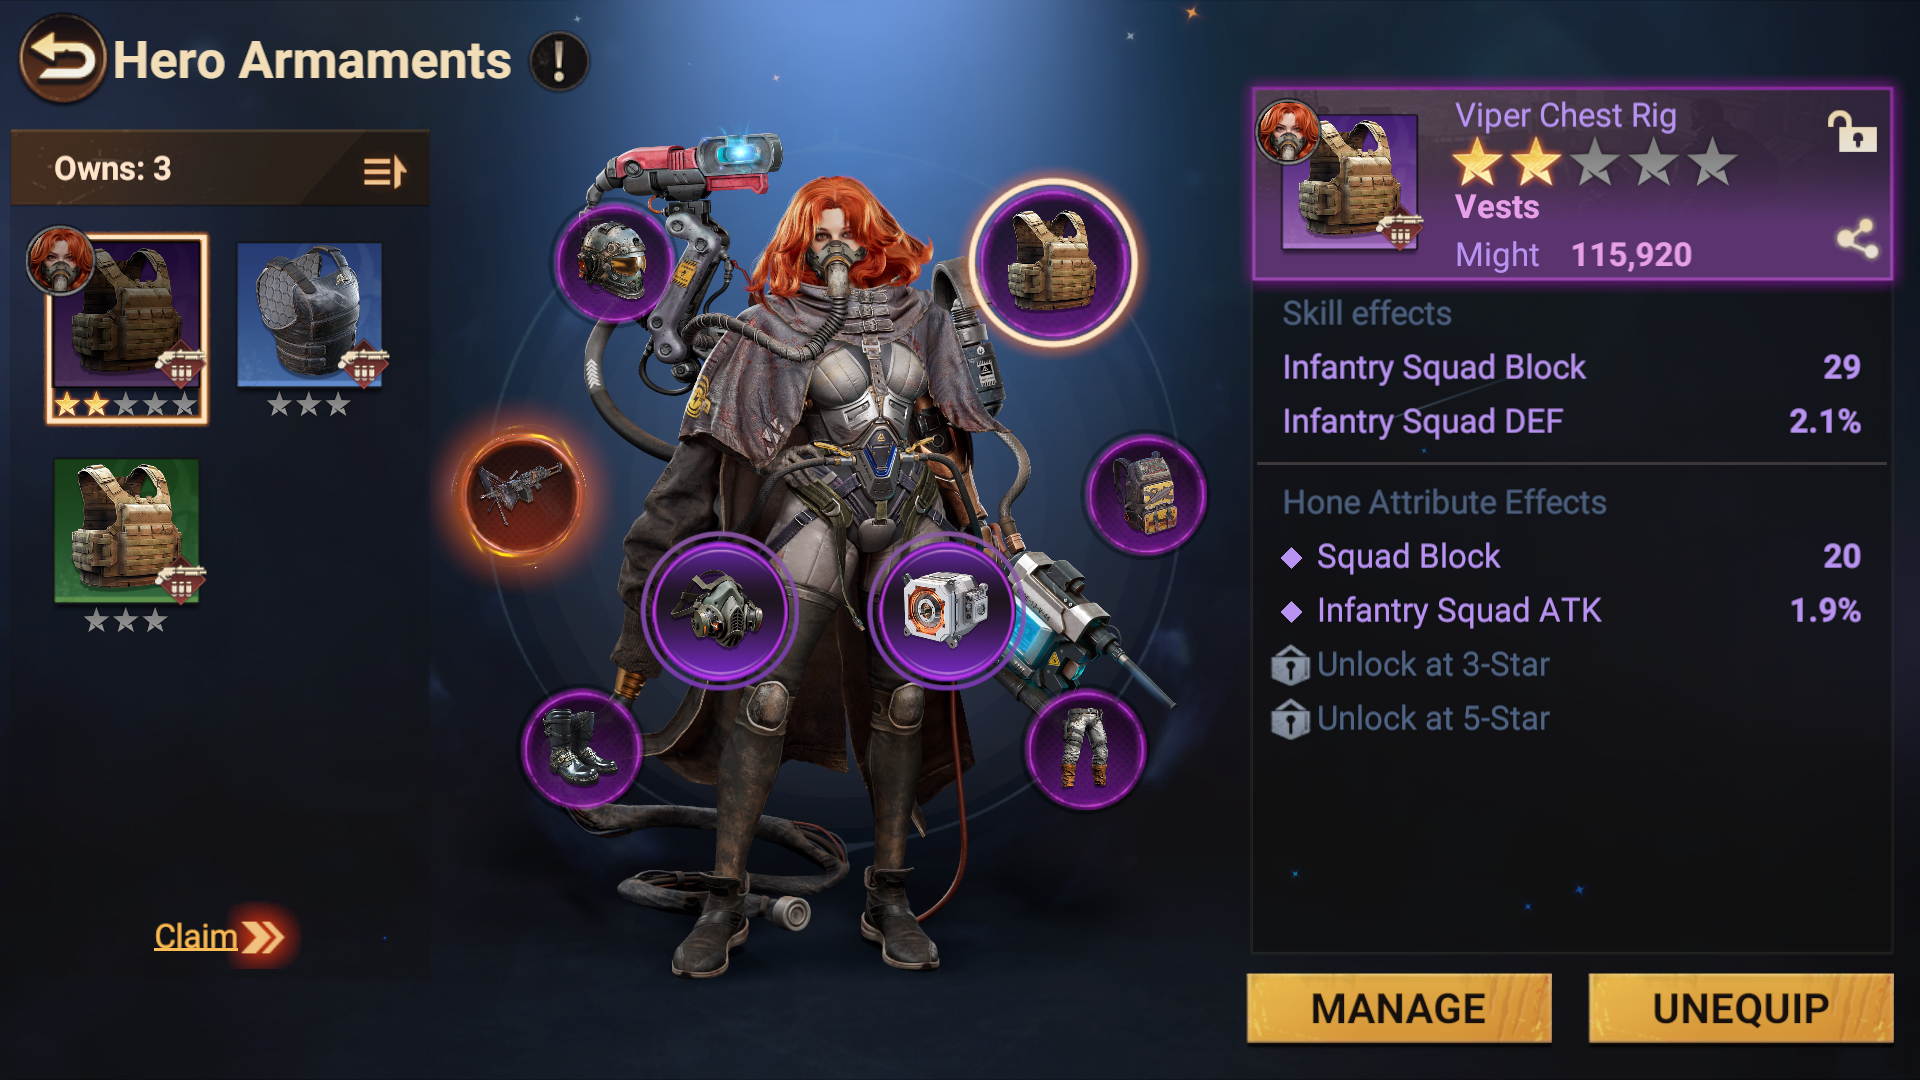 Hero Armaments
Owns: 3
Claim
Viper Chest Rig
Vests
Might 115,920
Skill effects
Infantry Squad Block 29
Infantry Squad DEF 2.1%
Hone Attribute Effects
Squad Block 20
Infantry Squad ATK 1.9%
Unlock at 3-Star
Unlock at 5-Star
MANAGE
UNEQUIP